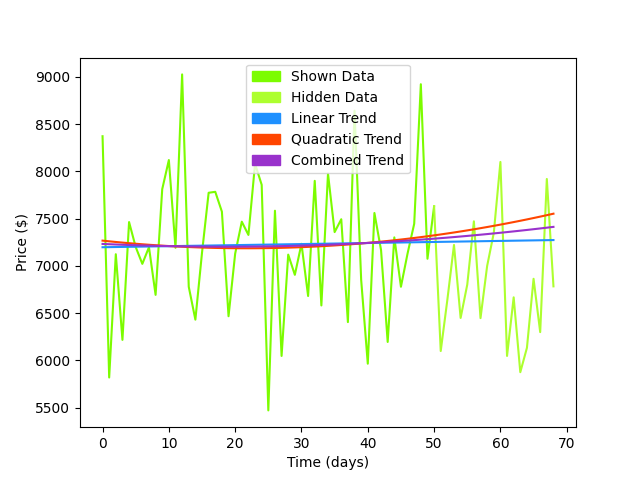 Shown Data
Hidden Data
Linear Trend
Quadratic Trend
Combined Trend
9000
8500
8000
7500
7000
6500
6000
5500
Price ($)
0 10 20 30 40 50 60 70
Time (days)